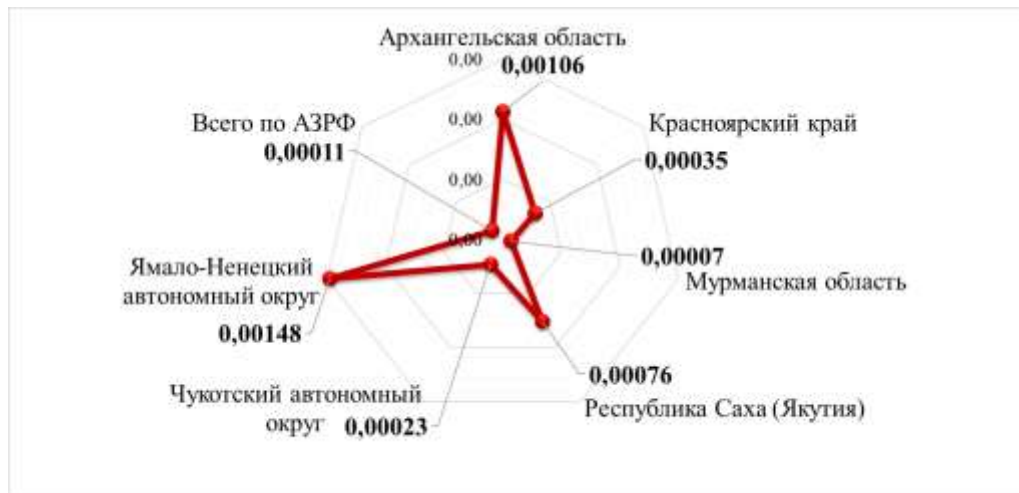 Архангельская область
0,00
0,00106
0,00
Всего по АЗРФ
0,00011
Красноярский край
0,00035
0,00
0,00
0,00007
Мурманская область
Ямало-Ненецкий
автономный округ
0,00148
0,00076
Республика Саха (Якутия)
Чукотский автономный
округ
0,00023